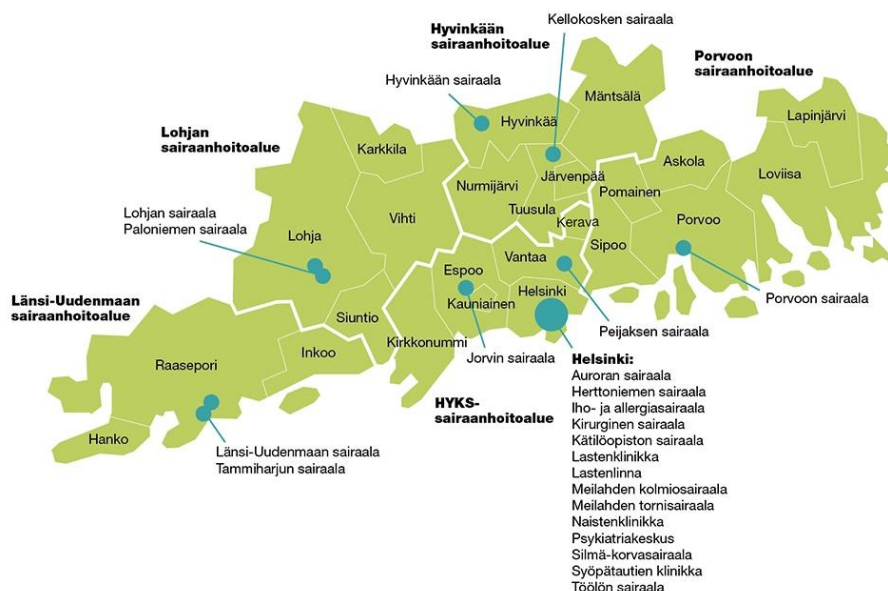 Kellokosken sairaala
Hyvinkään
sairaanhoitoalue
Porvoon
sairaanhoitoalue
Hyvinkään sairaala
Mäntsälä
Lapinjärvi
Hyvinkää
Lohjan
sairaanhoitoalue
Karkkila
Askola
Loviisa
Järvenpää
Nurmijärvi
Pornainen
Tuusula
Lohjan sairaala
Paloniemen sairaala
Vihti
Kerava
Porvoo
Lohja
Sipoo
Vantaa
Espoo
Länsi-Uudenmaan
sairaanhoitoalue
Helsinki
Kauniainen
Porvoon sairaala
Siuntio
Peijaksen sairaala
Kirkkonummi
Inkoo
Jorvin sairaala
Raasepori
Helsinki:
Auroran sairaala
Herttoniemen sairaala
Iho- ja allergiasairaala
Kirurginen sairaala
Kätilöopiston sairaala
Lastenklinikka
Lastenlinna
Meilahden kolmiosairaala
Meilahden tornisairaala
Naistenklinikka
Psykiatriakeskus
Silmä-korvasairaala
Syöpätautien klinikka
Töölön sairaala
HYKS-
sairaanhoitoalue
Hanko
Länsi-Uudenmaan sairaala
Tammiharjun sairaala